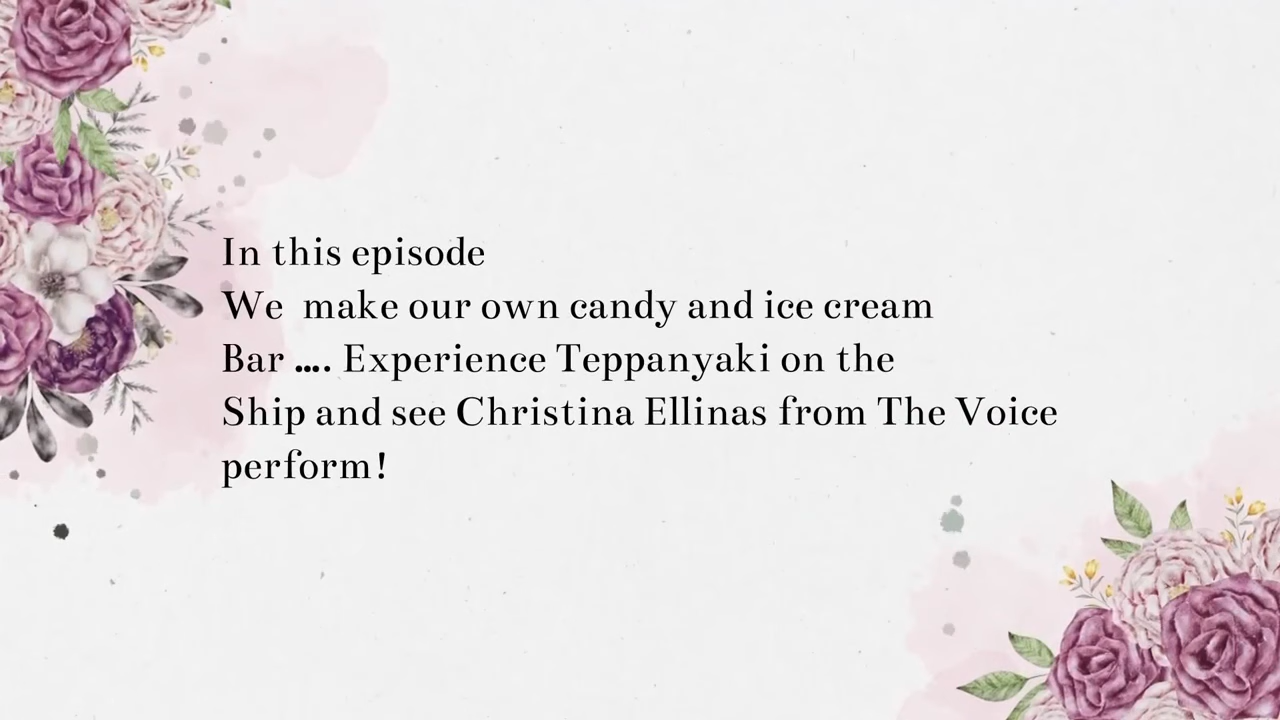 In this episode
We  make our own candy and ice cream
Bar .... Experience Teppanyaki on the
Ship and see Christina Ellinas from The Voice
perform!